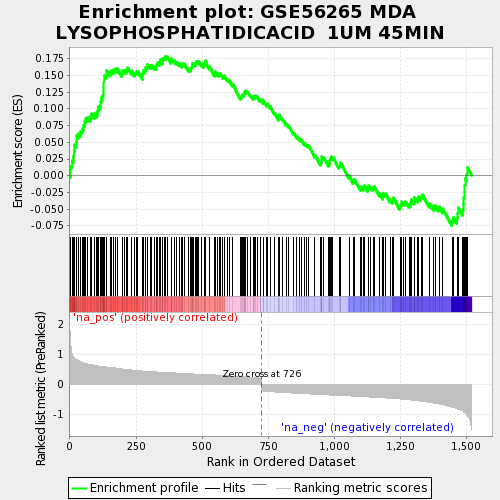 Enrichment plot: GSE56265 MDA
LYSOPHOSPHATIDICACID 1UM 45MIN
Enrichment score (ES)
0.175
0.150
0.125
0.100
0.075
0.050
0.025
0.000
-0.025
-0.050
-0.075
'na_pos' (positively correlated)
Ranked list metric (PreRanked)
2
1
0
-1
Zero cross at 726
'na_neg' (negatively correlated)
0
250
500
750
1,000
1,250
1,500
Rank in Ordered Dataset
Enrichment profile
Hits
Ranking metric scores